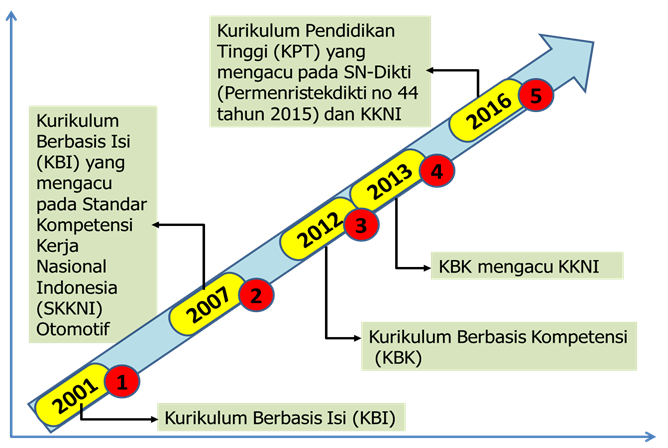 Kurikulum Pendidikan
Tinggi (KPT) yang
mengacu pada SN-Dikti
(Permenristekdikti no 44
tahun 2015) dan KKNI
2016
5
Kurikulum
Berbasis Isi
(KBI) yang
mengacu
pada Standar
Kompetensi
Kerja
Nasional
Indonesia
(SKKNI)
Otomotif
2013
4
2012
3
KBK mengacu KKNI
2007
2
Kurikulum Berbasis Kompetensi
(KBK)
2001
1
Kurikulum Berbasis Isi (KBI)